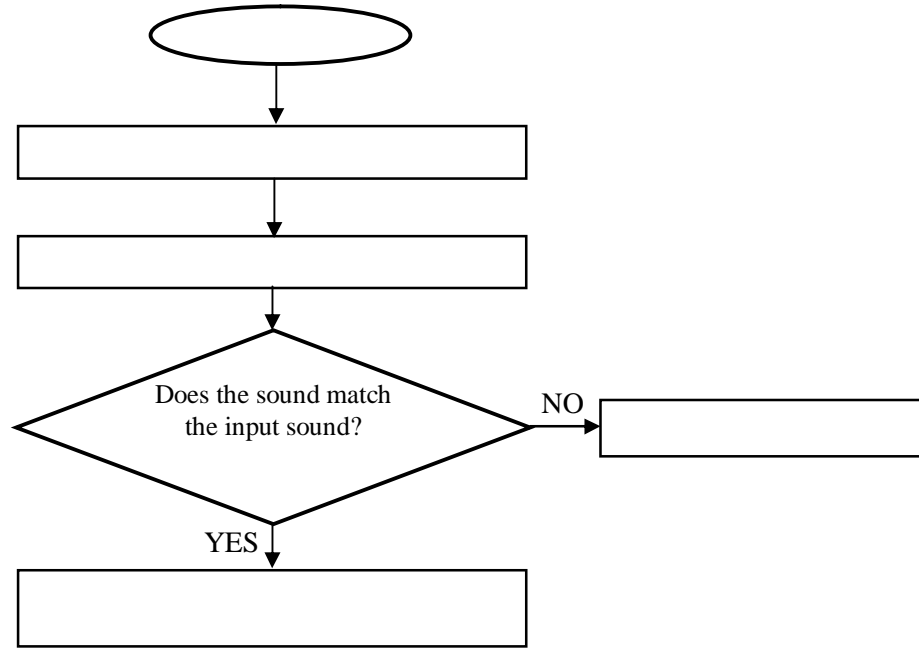 Does the sound match
the input sound?
NO
YES